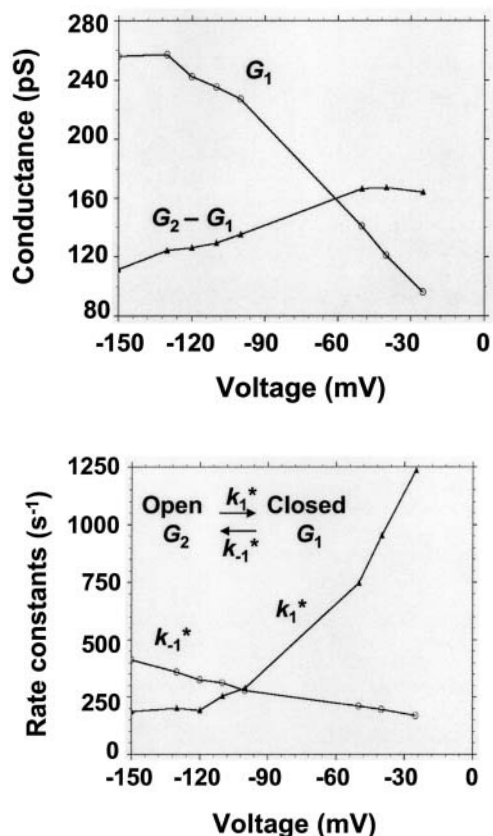 280
240
200
160
120
80
Conductance (pS)
G1
G2 – G1
-150 -120 -90 -60 -30 0
Voltage (mV)
1250
1000
750
500
250
0
Rate constants (s-1)
Open k1* Closed
G2 k-1* G1
k1*
k-1*
-150 -120 -90 -60 -30 0
Voltage (mV)